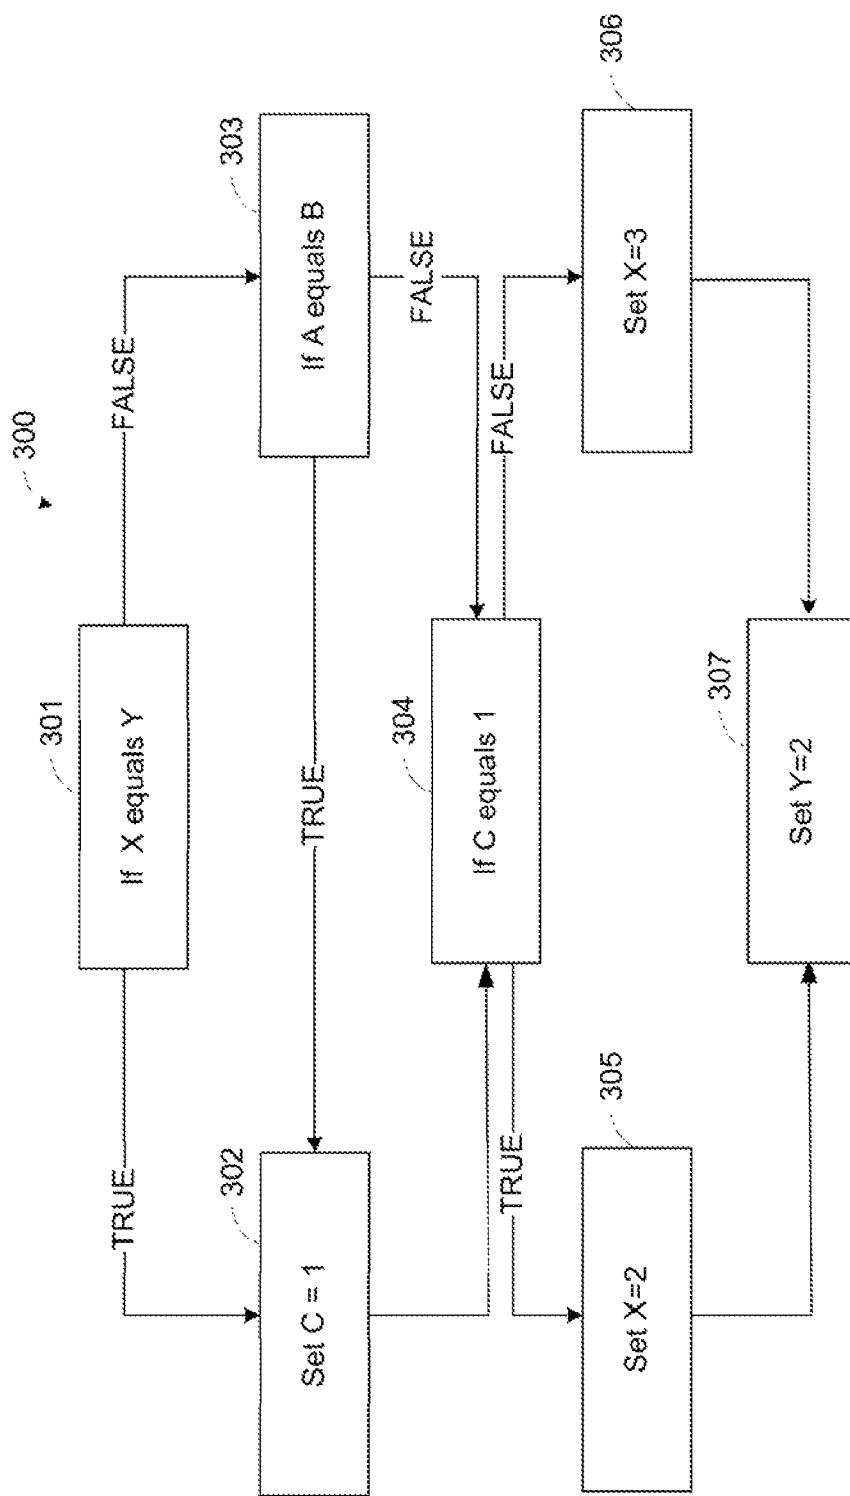 300
301
If X equals Y
TRUE
FALSE
302
Set C = 1
TRUE
303
If A equals B
FALSE
304
If C equals 1
TRUE
FALSE
305
Set X=2
306
Set X=3
307
Set Y=2